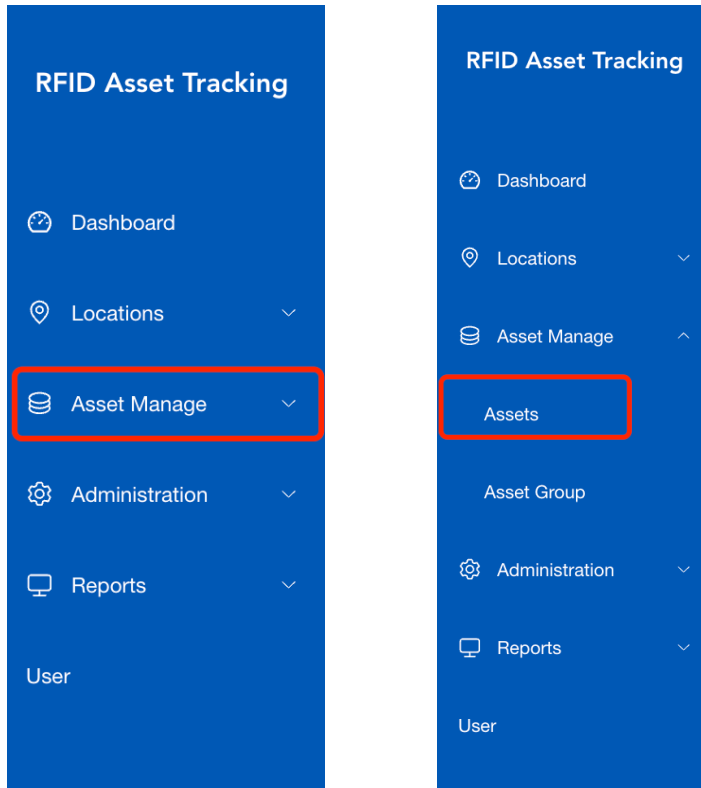 RFID Asset Tracking
Dashboard
Locations
Asset Manage
Administration
Reports
User
RFID Asset Tracking
Dashboard
Locations
Asset Manage
Assets
Asset Group
Administration
Reports
User